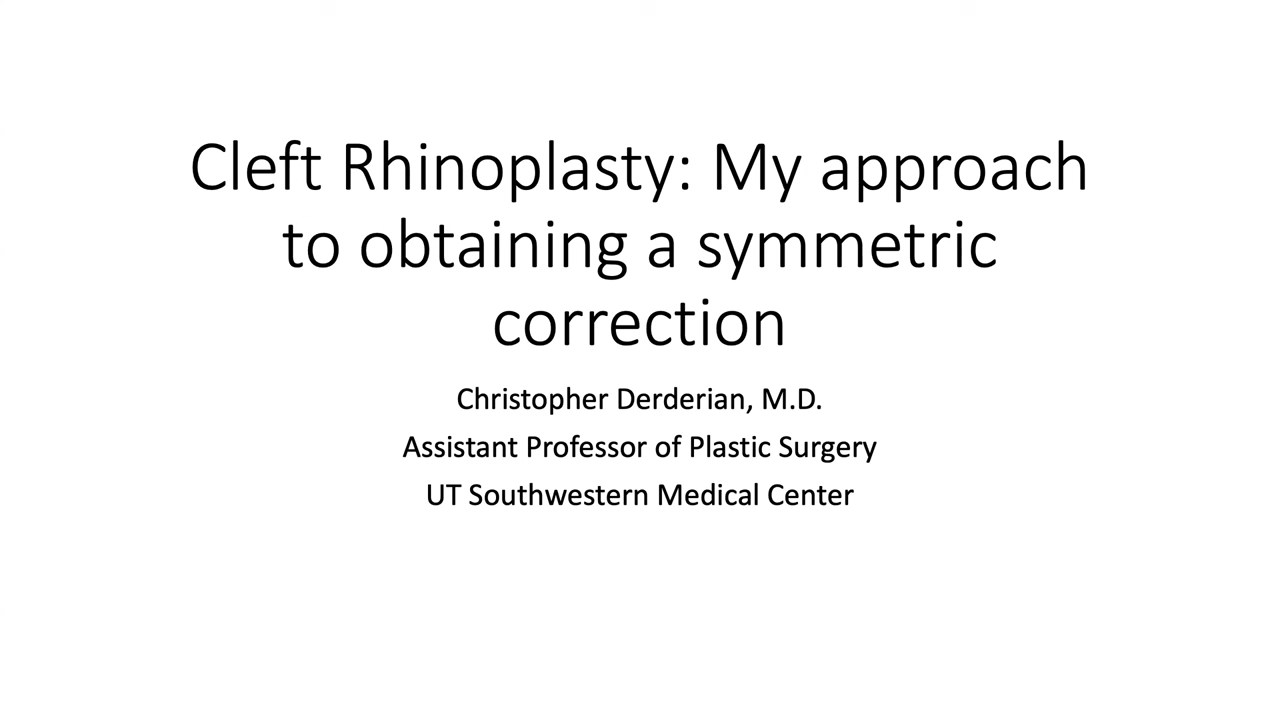 Cleft Rhinoplasty: My approach
to obtaining a symmetric
correction
Christopher Derderian, M.D.
Assistant Professor of Plastic Surgery
UT Southwestern Medical Center